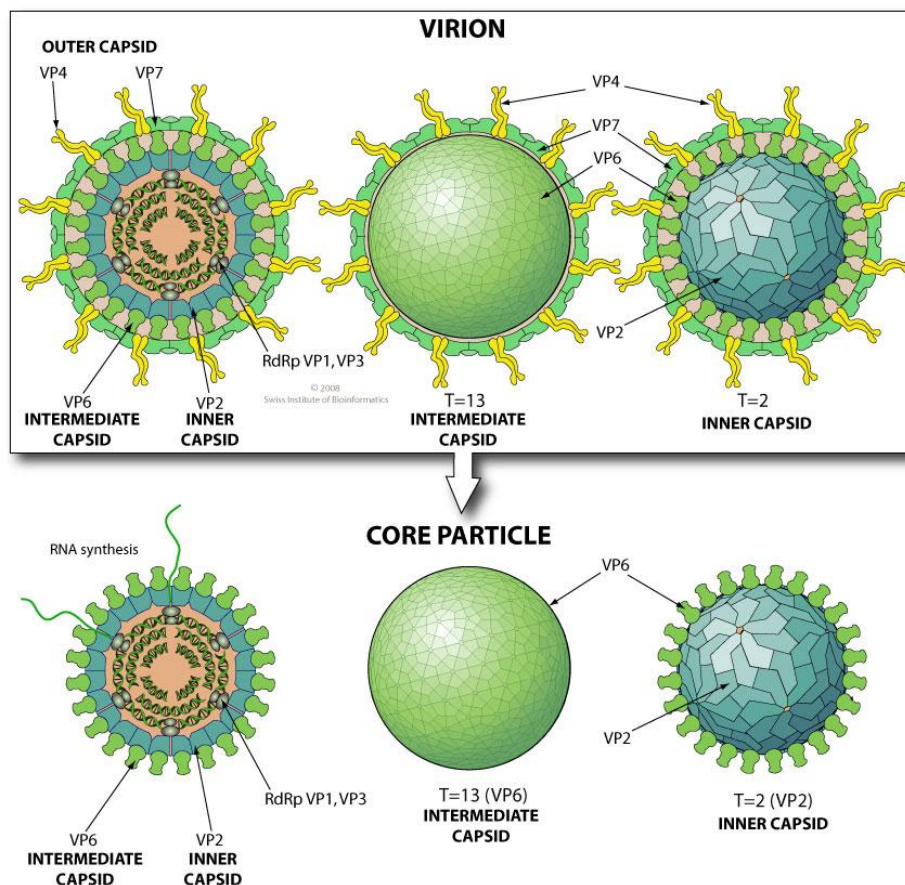 VIRION
OUTER CAPSID
VP4
VP7
VP4
VP7
VP6
VP2
RdRp VP1, VP3
© 2008
Swiss Institute of Bioinformatics
VP6
INTERMEDIATE
CAPSID
VP2
INNER
CAPSID
T=13
INTERMEDIATE
CAPSID
T=2
INNER CAPSID
CORE PARTICLE
RNA synthesis
VP6
VP2
RdRp VP1, VP3
VP6
INTERMEDIATE
CAPSID
VP2
INNER
CAPSID
T=13 (VP6)
INTERMEDIATE
CAPSID
T=2 (VP2)
INNER CAPSID